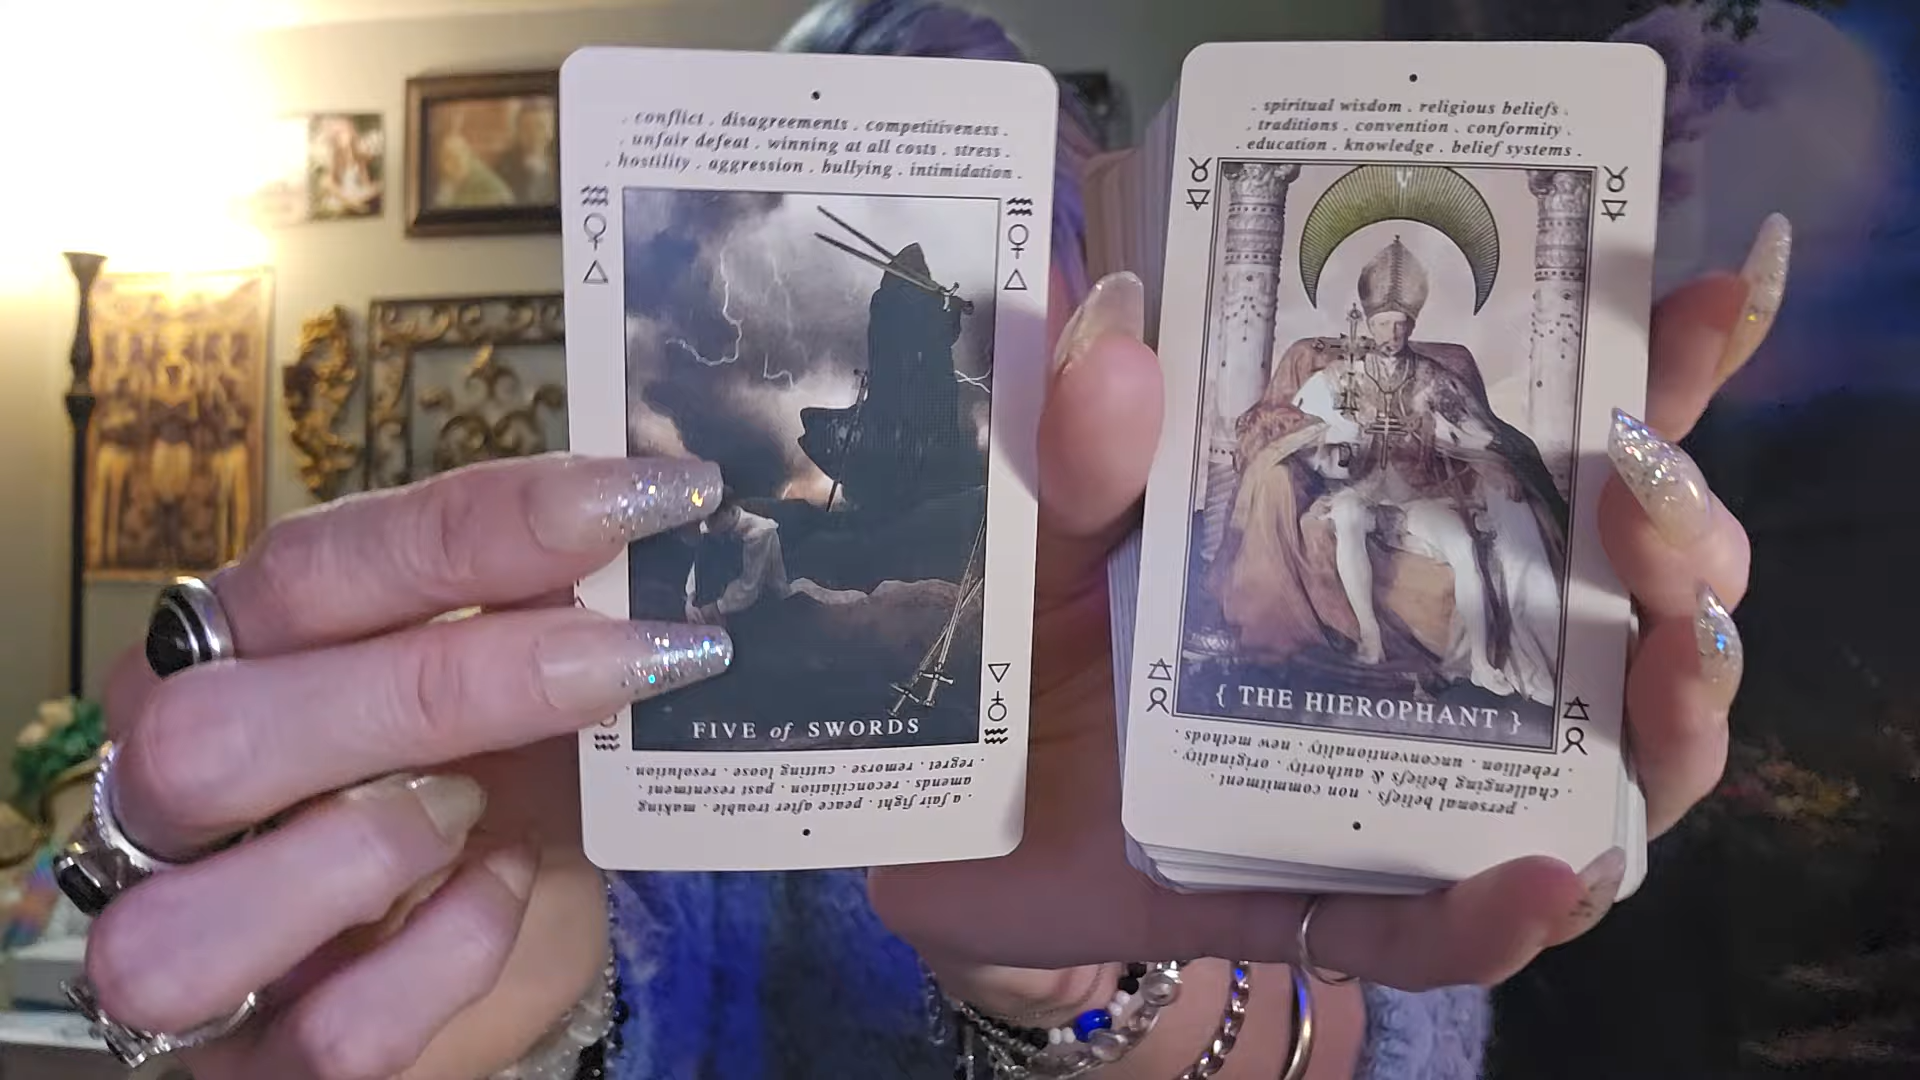 . conflict . disagreements . competitiveness .
. unfair defeat . winning at all costs . stress .
. hostility . aggression . bullying . intimidation .
FIVE of SWORDS
. a fair fight . peace after trouble . making
amends . reconciliation . past resentment .
. regret . remorse . cutting loose . resolution .
. spiritual wisdom . religious beliefs .
. traditions . convention . conformity .
. education . knowledge . belief systems .
{ THE HIEROPHANT }
. personal beliefs . non commitment .
. challenging beliefs & authority . originality .
. rebellion . unconventionality . new methods .